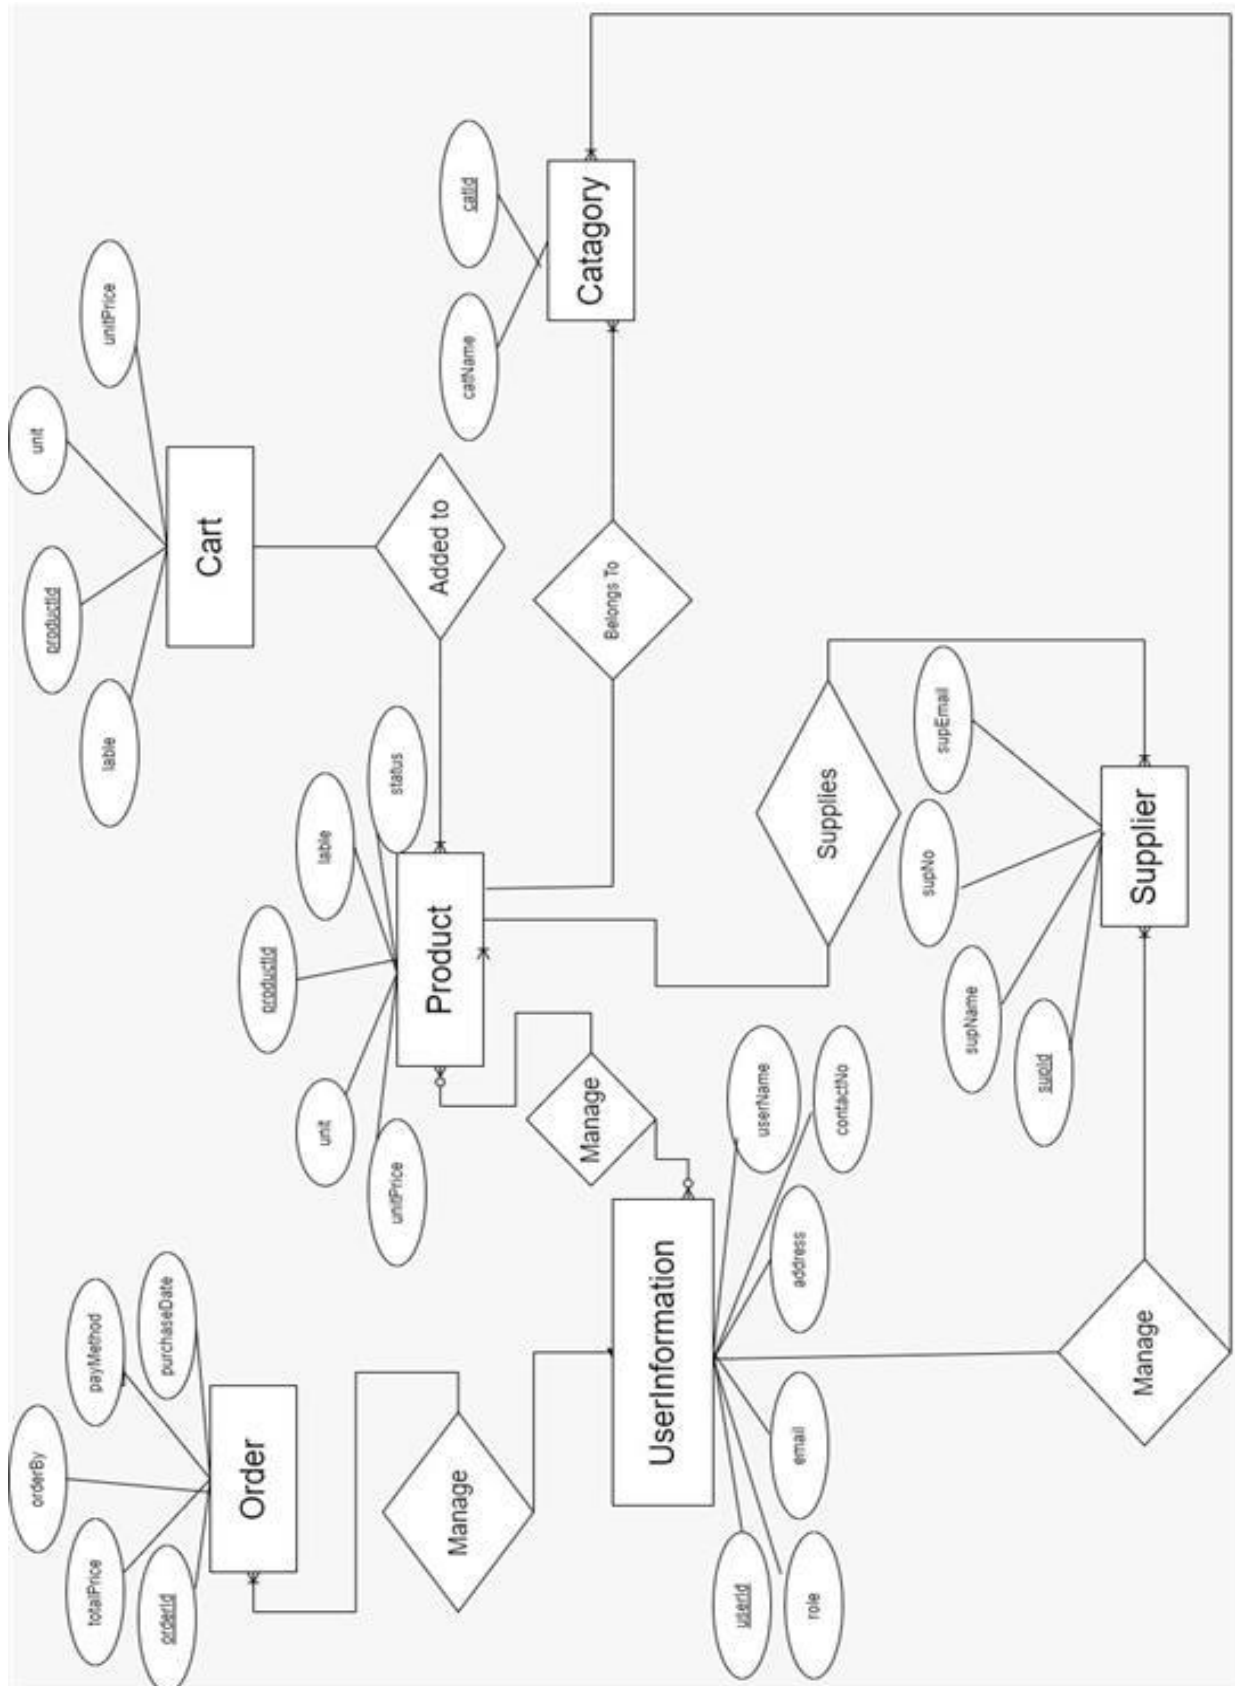 orderId
totalPrice
orderBy
payMethod
purchaseDate
Order
lable
productId
unit
unitPrice
Cart
unitPrice
unit
productId
lable
status
Product
Added to
catName
catId
Catagory
Manage
Manage
Belongs To
UserInformation
userId
role
email
address
userName
contactNo
Supplies
supId
supName
supNo
supEmail
Supplier
Manage